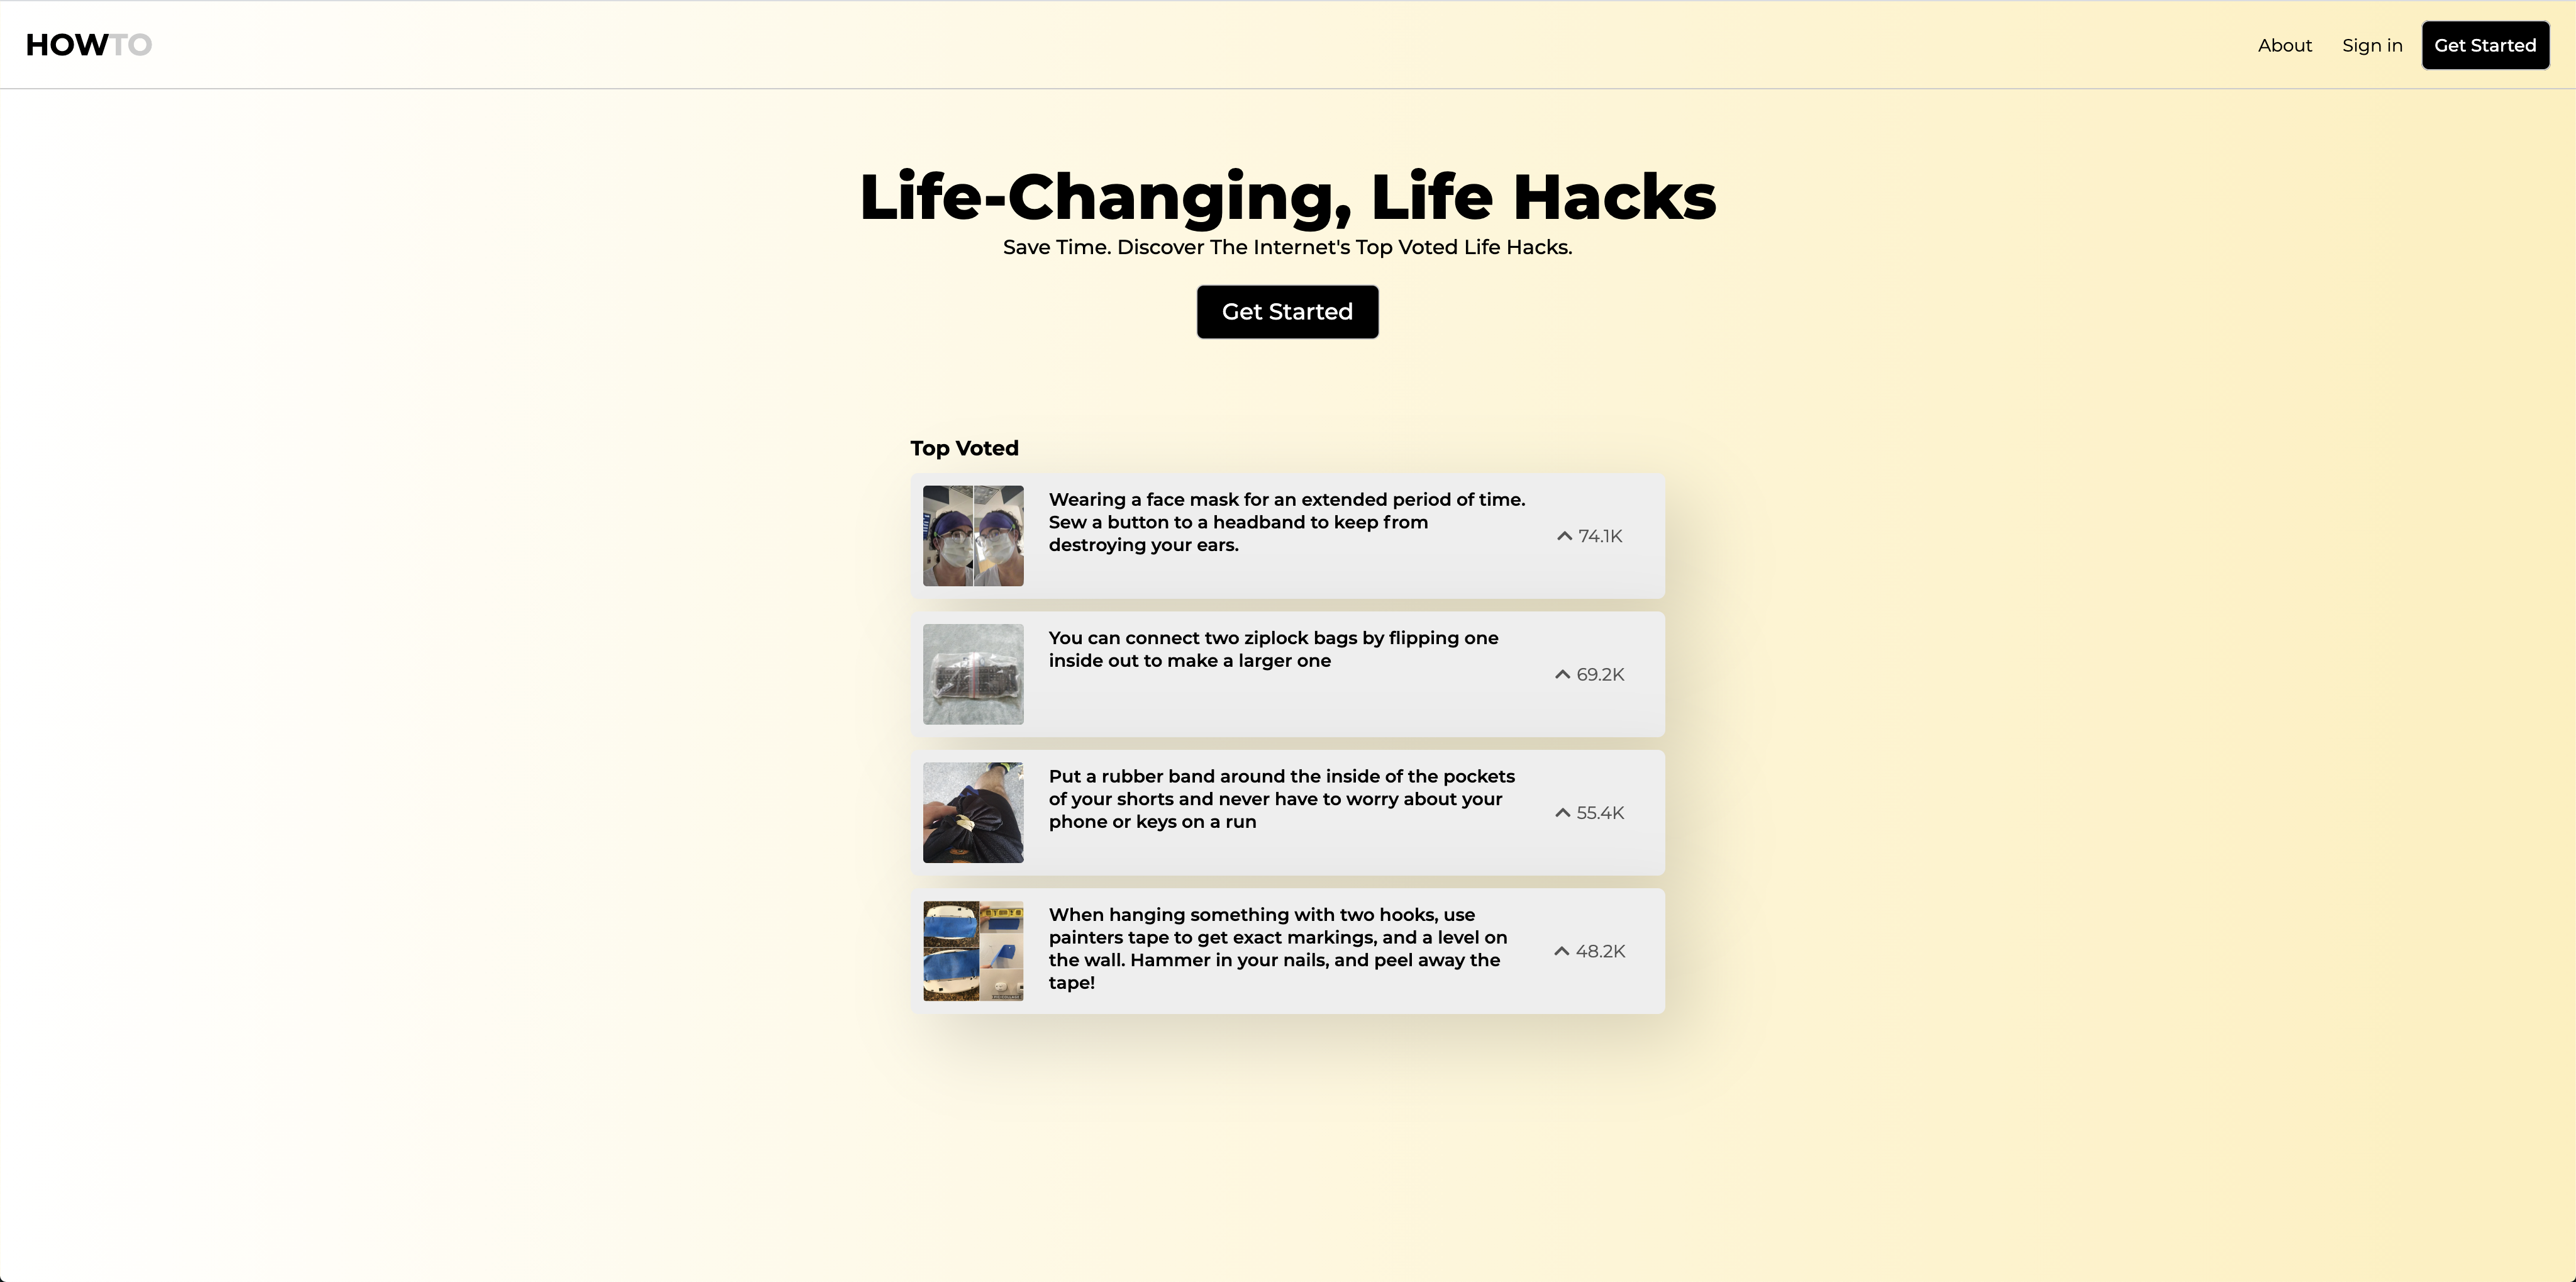 HOWTO
About
Sign in
Get Started
Life-Changing, Life Hacks
Save Time. Discover The Internet's Top Voted Life Hacks.
Get Started
Top Voted
Wearing a face mask for an extended period of time.
Sew a button to a headband to keep from
destroying your ears.
74.1K
You can connect two ziplock bags by flipping one
inside out to make a larger one
69.2K
Put a rubber band around the inside of the pockets
of your shorts and never have to worry about your
phone or keys on a run
55.4K
When hanging something with two hooks, use
painters tape to get exact markings, and a level on
the wall. Hammer in your nails, and peel away the
tape!
48.2K